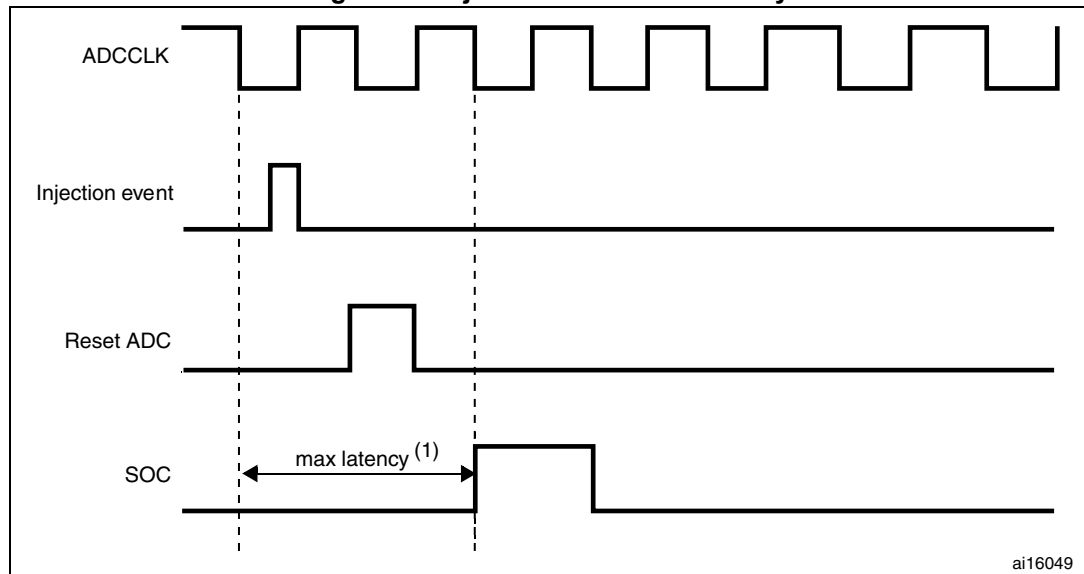 ADCCLK
Injection event
Reset ADC
max latency (1)
SOC
ai16049